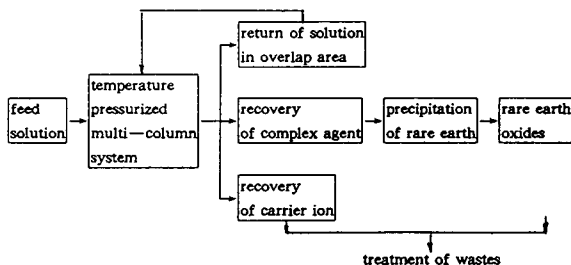 return of solution
in overlap area
feed
solution
temperature
pressurized
multi—column
system
recovery
of complex agent
precipitation
of rare earth
rare earth
oxides
recovery
of carrier ion
treatment of wastes